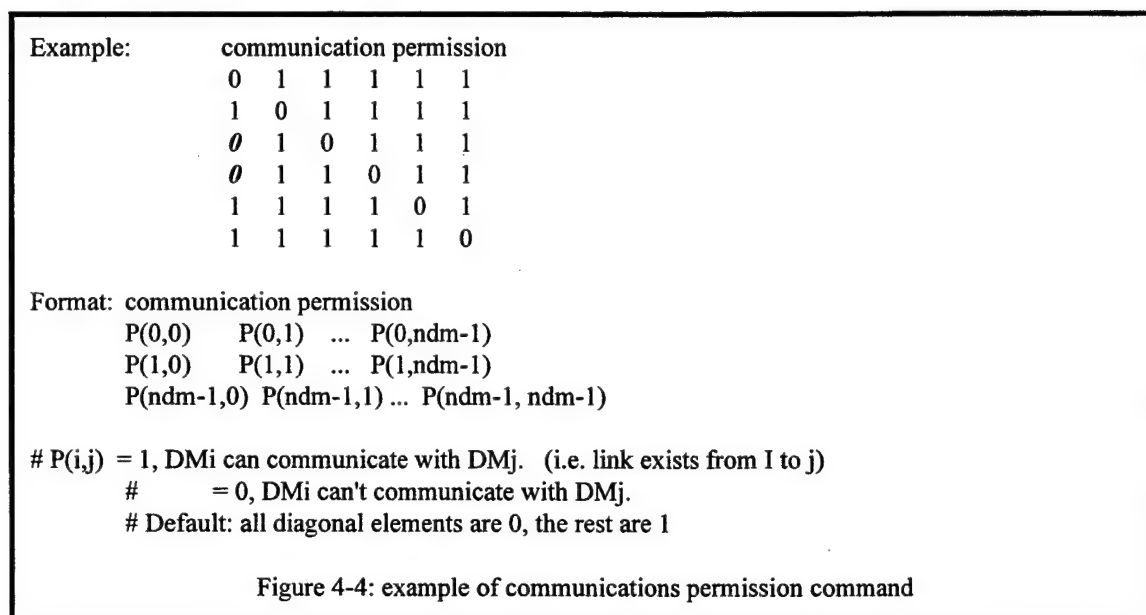 Example: communication permission
0 1 1 1 1 1
1 0 1 1 1 1
0 1 0 1 1 1
0 1 1 0 1 1
1 1 1 1 0 1
1 1 1 1 1 0
Format: communication permission
P(0,0) P(0,1) ... P(0,ndm-1)
P(1,0) P(1,1) ... P(1,ndm-1)
P(ndm-1,0) P(ndm-1,1) ... P(ndm-1, ndm-1)
# P(i,j) = 1, DMi can communicate with DMj. (i.e. link exists from I to j)
# = 0, DMi can't communicate with DMj.
# Default: all diagonal elements are 0, the rest are 1
Figure 4-4: example of communications permission command